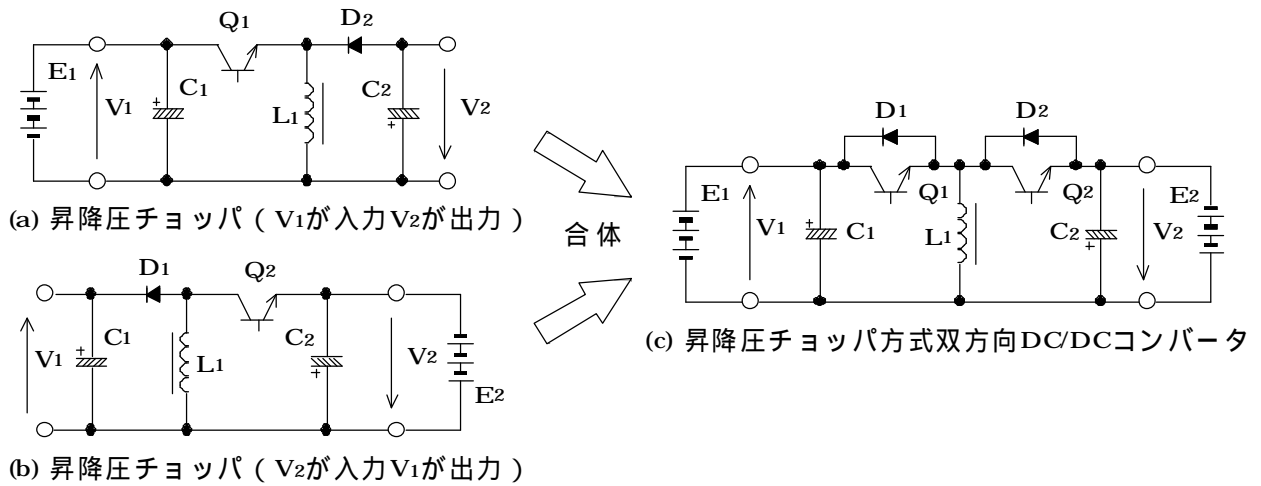 Q1
D2
E1
V1
C1
L1
C2
V2
(a) 昇降圧チョッパ（V1が入力V2が出力）
D1
Q2
V1
C1
L1
C2
V2
E2
(b) 昇降圧チョッパ（V2が入力V1が出力）
合体
D1
D2
E1
V1
C1
Q1
L1
Q2
C2
V2
E2
(c) 昇降圧チョッパ方式双方向DC/DCコンバータ